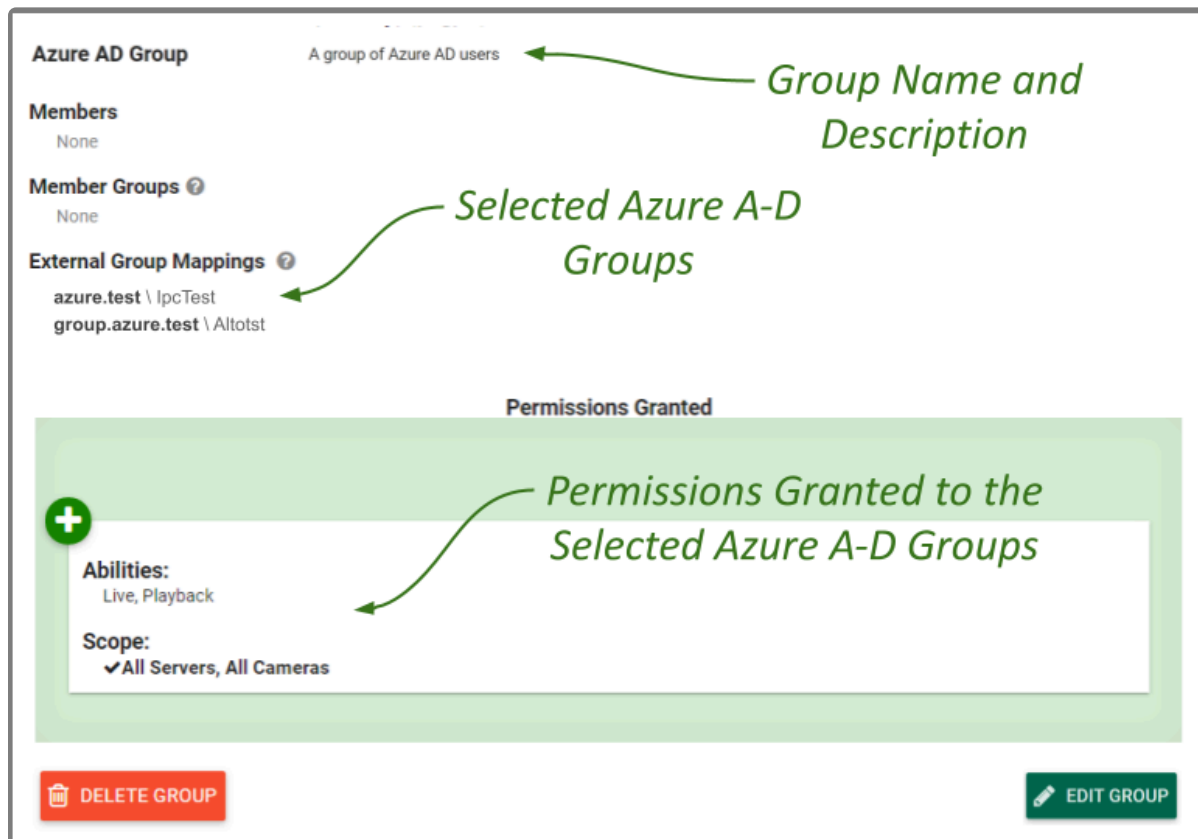 Azure AD Group A group of Azure AD users
Group Name and
Description
Members
None
Member Groups
None
Selected Azure A-D
Groups
External Group Mappings
azure.test \ IpcTest
group.azure.test \ Altotst
Permissions Granted
Permissions Granted to the
Selected Azure A-D Groups
Abilities:
Live, Playback
Scope:
All Servers, All Cameras
DELETE GROUP
EDIT GROUP